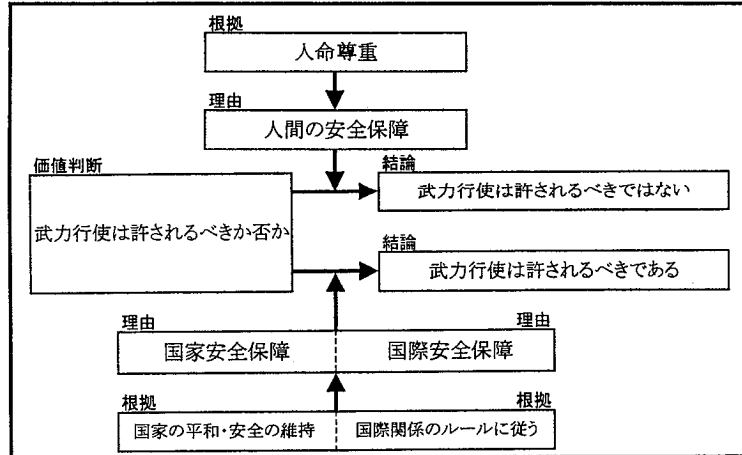 根拠
人命尊重
理由
人間の安全保障
価値判断
結論
武力行使は許されるべきではない
武力行使は許されるべきか否か
結論
武力行使は許されるべきである
理由
理由
国家安全保障
国際安全保障
根拠
根拠
国家の平和・安全の維持
国際関係のルールに従う